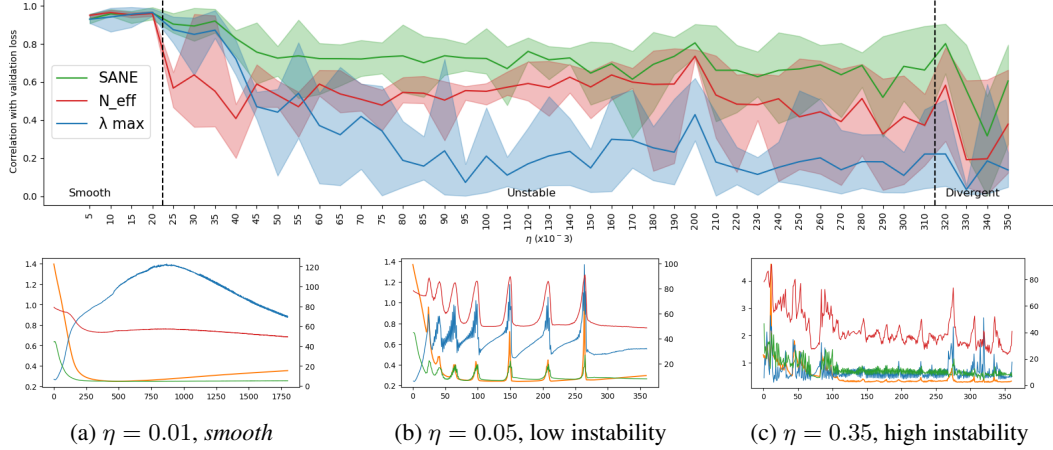 Correlation with validation loss
1.0
0.8
0.6
0.4
0.2
0.0
SANE
N_eff
λ max
Smooth
Unstable
Divergent
5 10 15 20 25 30 35 40 45 50 55 60 65 70 75 80 85 90 95 100 110 120 130 140 150 160 170 180 190 200 210 220 230 240 250 260 270 280 290 300 310 320 330 340 350
η (x10⁻3)
1.4
1.2
1.0
0.8
0.6
0.4
0.2
120
100
80
60
40
20
0
0 250 500 750 1000 1250 1500 1750
1.4
1.2
1.0
0.8
0.6
0.4
0.2
100
80
60
40
20
0
0 50 100 150 200 250 300 350
4
3
2
1
0
80
60
40
20
0
0 50 100 150 200 250 300 350
(a) η = 0.01, smooth
(b) η = 0.05, low instability
(c) η = 0.35, high instability